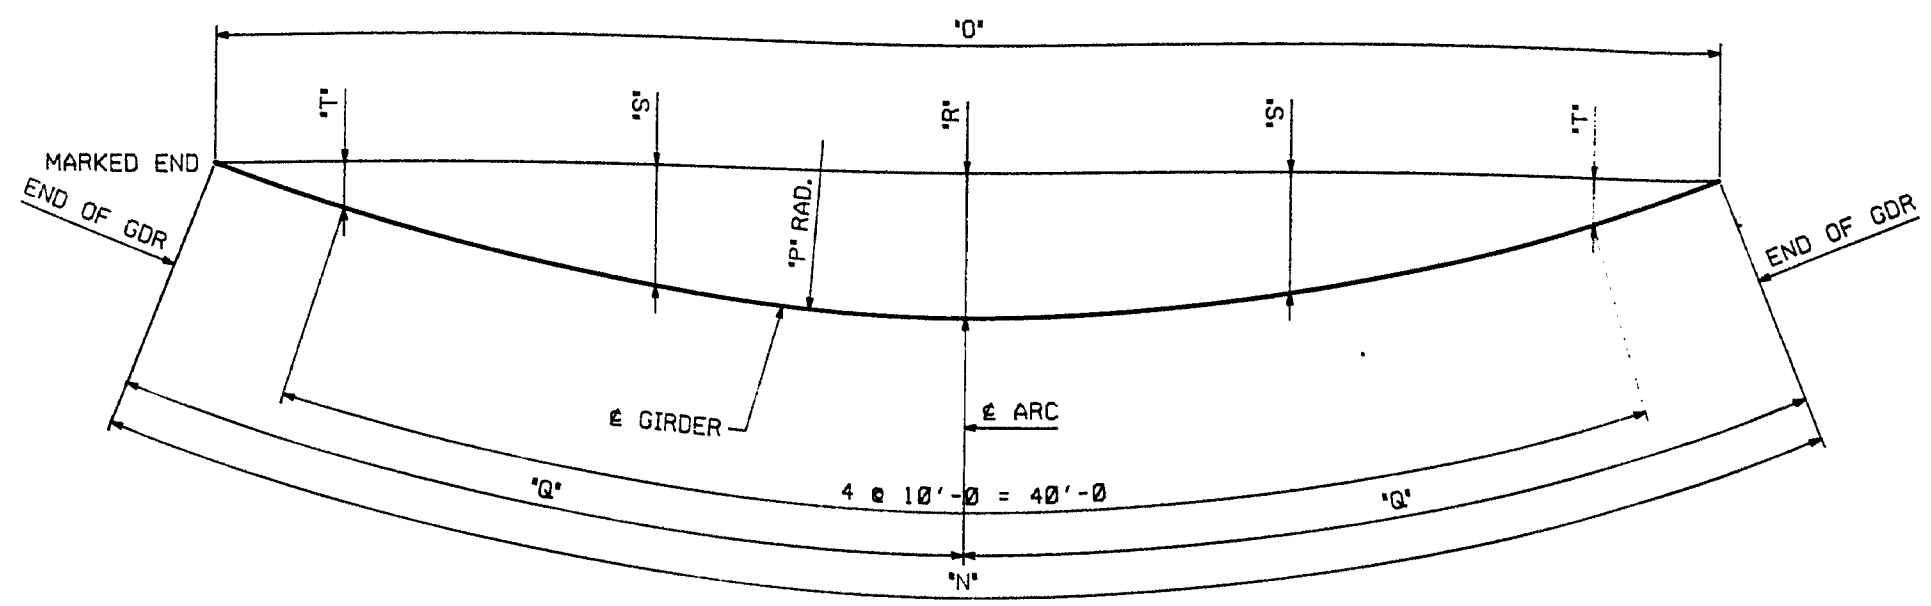 "O"
"T"
"S"
"R"
"S"
"T"
MARKED END
END OF GDR
"P" RAD.
END OF GDR
℄ GIRDER
℄ ARC
"Q"
4 @ 10'-0 = 40'-0
"Q"
"N"